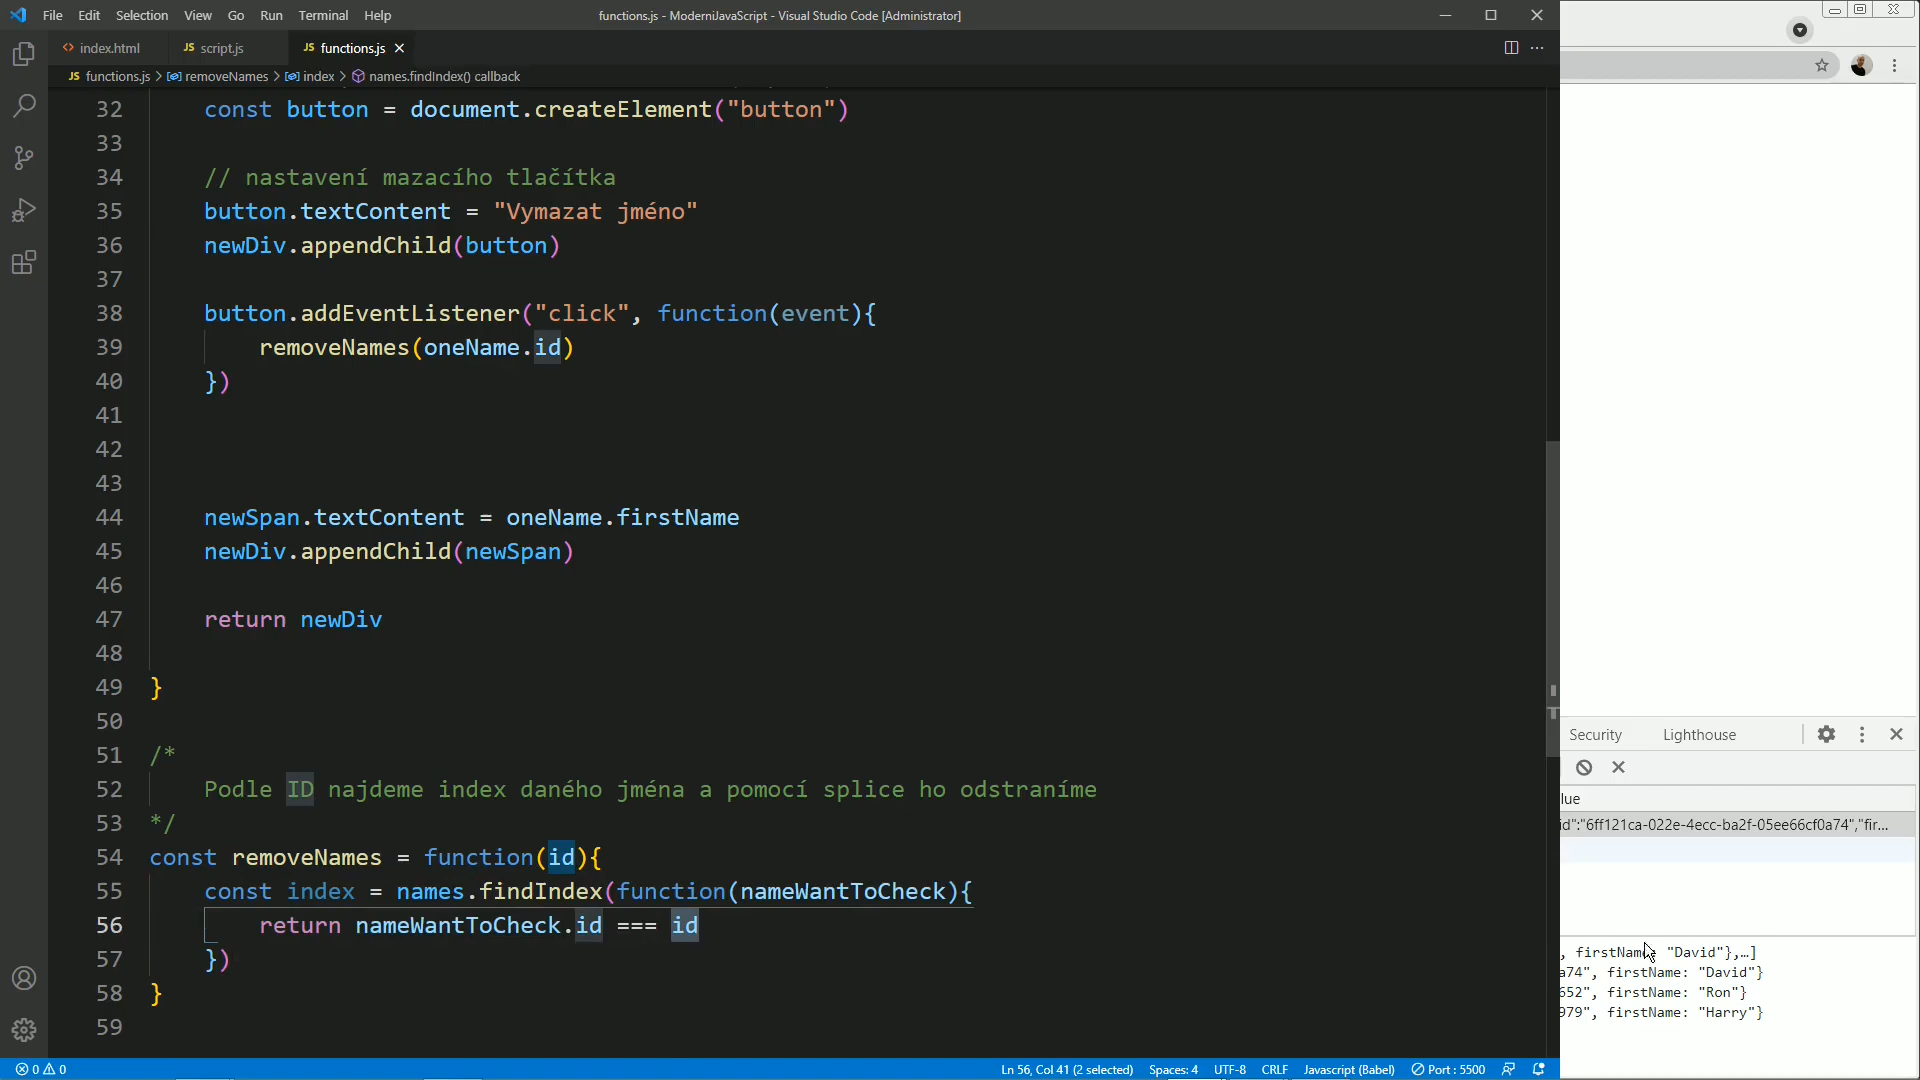 File Edit Selection View Go Run Terminal Help
functions.js - ModerníJavaScript - Visual Studio Code [Administrator]
index.html
JS script.js
JS functions.js
JS functions.js > removeNames > index > names.findIndex() callback
32 const button = document.createElement("button")
33
34 // nastavení mazacího tlačítka
35 button.textContent = "Vymazat jméno"
36 newDiv.appendChild(button)
37
38 button.addEventListener("click", function(event){
39 removeNames(oneName.id)
40 })
41
42
43
44 newSpan.textContent = oneName.firstName
45 newDiv.appendChild(newSpan)
46
47 return newDiv
48
49 }
50
51 /*
52 Podle ID najdeme index daného jména a pomocí splice ho odstraníme
53 */
54 const removeNames = function(id){
55 const index = names.findIndex(function(nameWantToCheck){
56 return nameWantToCheck.id === id
57 })
58 }
59
0 0
Ln 56, Col 41 (2 selected) Spaces: 4 UTF-8 CRLF Javascript (Babel) Port : 5500
Security Lighthouse
lue
id":"6ff121ca-022e-4ecc-ba2f-05ee66cf0a74","fir...
, firstName: "David"},…]
a74", firstName: "David"}
652", firstName: "Ron"}
979", firstName: "Harry"}